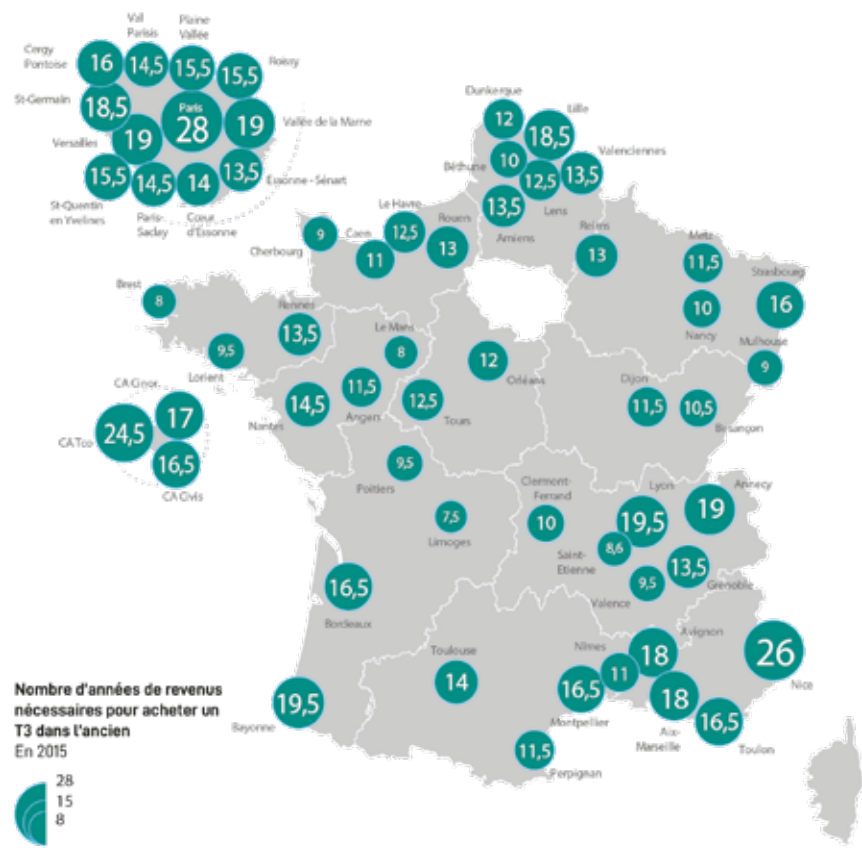 Val
Parisis
Plaine
Vallée
Cergy
Pontoise
16
14,5
15,5
15,5
Roissy
St-Germain
18,5
Paris
28
19
Vallée de la Marne
Versailles
19
15,5
14,5
14
13,5
Essonne - Sénart
St-Quentin
en Yvelines
Paris-
Saclay
Cœur
d'Essonne
Dunkerque
12
Lille
18,5
Béthune
10
Valenciennes
12,5
13,5
Lens
13,5
Amiens
Le Havre
12,5
Rouen
13
Caen
11
Cherbourg
9
Reims
13
Metz
11,5
Strasbourg
16
10
Nancy
Mulhouse
9
Brest
8
Rennes
13,5
9,5
Lorient
Le Mans
8
12
Orléans
11,5
Angers
14,5
Nantes
12,5
Tours
Dijon
11,5
10,5
Besançon
CA Cinor
17
CA Tco
24,5
16,5
CA Civis
9,5
Poitiers
7,5
Limoges
Clermont-
Ferrand
10
Lyon
19,5
Annecy
19
Saint-
Etienne
8,6
13,5
Grenoble
9,5
Valence
16,5
Bordeaux
Toulouse
14
Nîmes
11
Avignon
18
26
Nice
16,5
Montpellier
18
Aix-
Marseille
16,5
Toulon
19,5
Bayonne
11,5
Perpignan
Nombre d'années de revenus
nécessaires pour acheter un
T3 dans l'ancien
En 2015
28
15
8